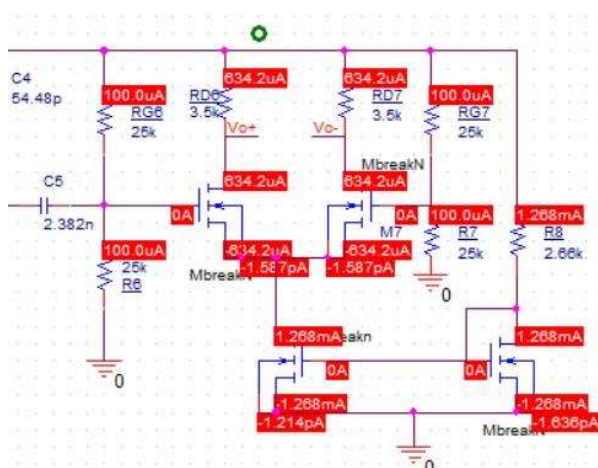 C4
54.48p
100.0uA
RG6
25k
634.2uA
RD6
3.5k
Vo+
634.2uA
RD7
3.5k
Vo-
100.0uA
RG7
25k
C5
2.382n
634.2uA
0A
634.2uA
MbreakN
0A
100.0uA
25k
R6
-634.2uA
-1.587pA
MbreakN
-634.2uA
-1.587pA
M7
100.0uA
R7
25k
1.268mA
R8
2.66k
0
0
1.268mA
eakn
0A
0A
1.268mA
-1.268mA
-1.214pA
-1.268mA
-1.636pA
MbreakN
0